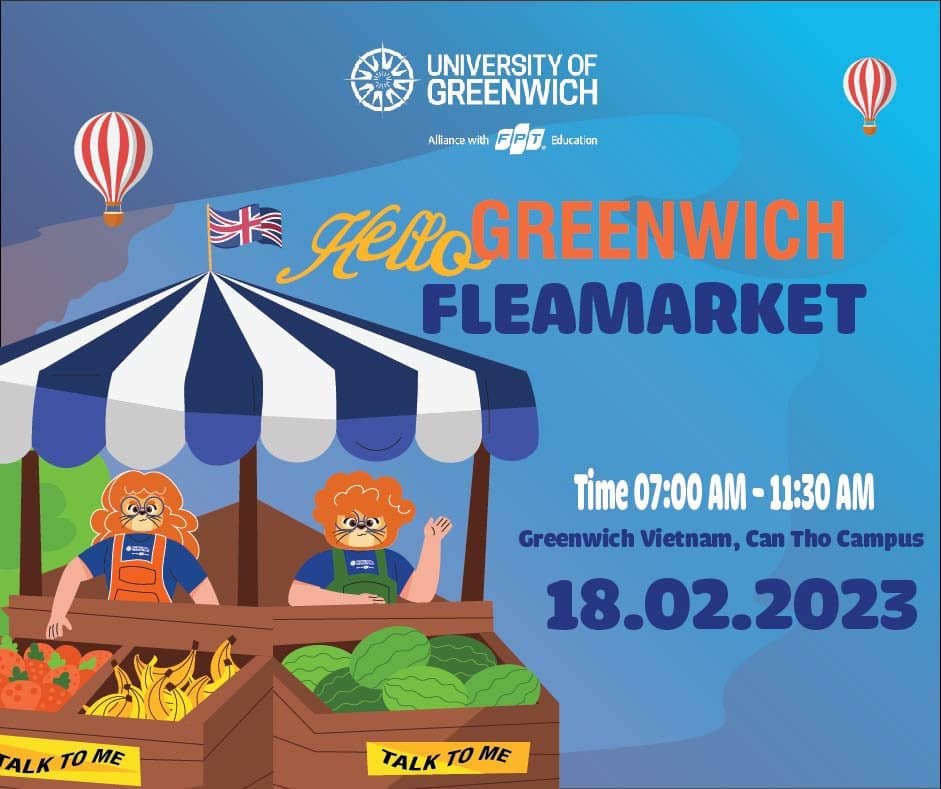 UNIVERSITY OF
GREENWICH
Alliance with FPT Education
Hello GREENWICH
FLEAMARKET
Time 07:00 AM - 11:30 AM
Greenwich Vietnam, Can Tho Campus
18.02.2023
TALK TO ME
TALK TO ME